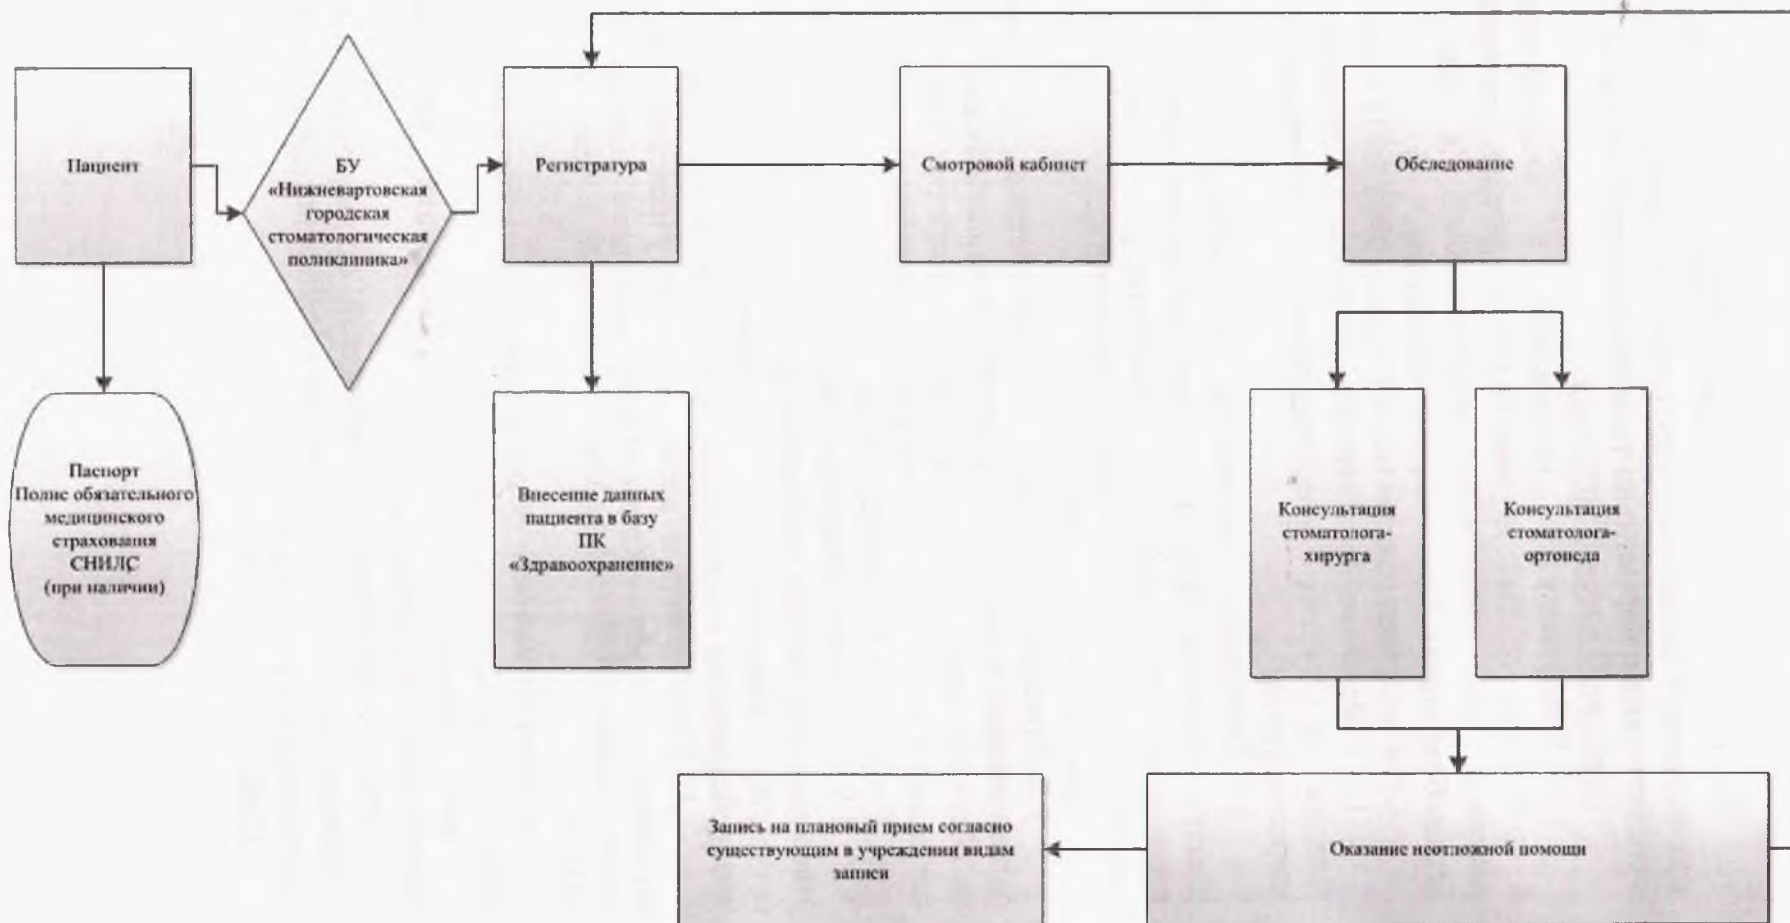 Пациент
БУ
«Нижневартовская
городская
стоматологическая
поликлиника»
Регистратура
Смотровой кабинет
Обследование
Паспорт
Полис обязательного
медицинского
страхования
СНИЛС
(при наличии)
Внесение данных
пациента в базу
ПК
«Здравоохранение»
Консультация
стоматолога-
хирурга
Консультация
стоматолога-
ортопеда
Запись на плановый прием согласно
существующим в учреждении видам
записи
Оказание неотложной помощи